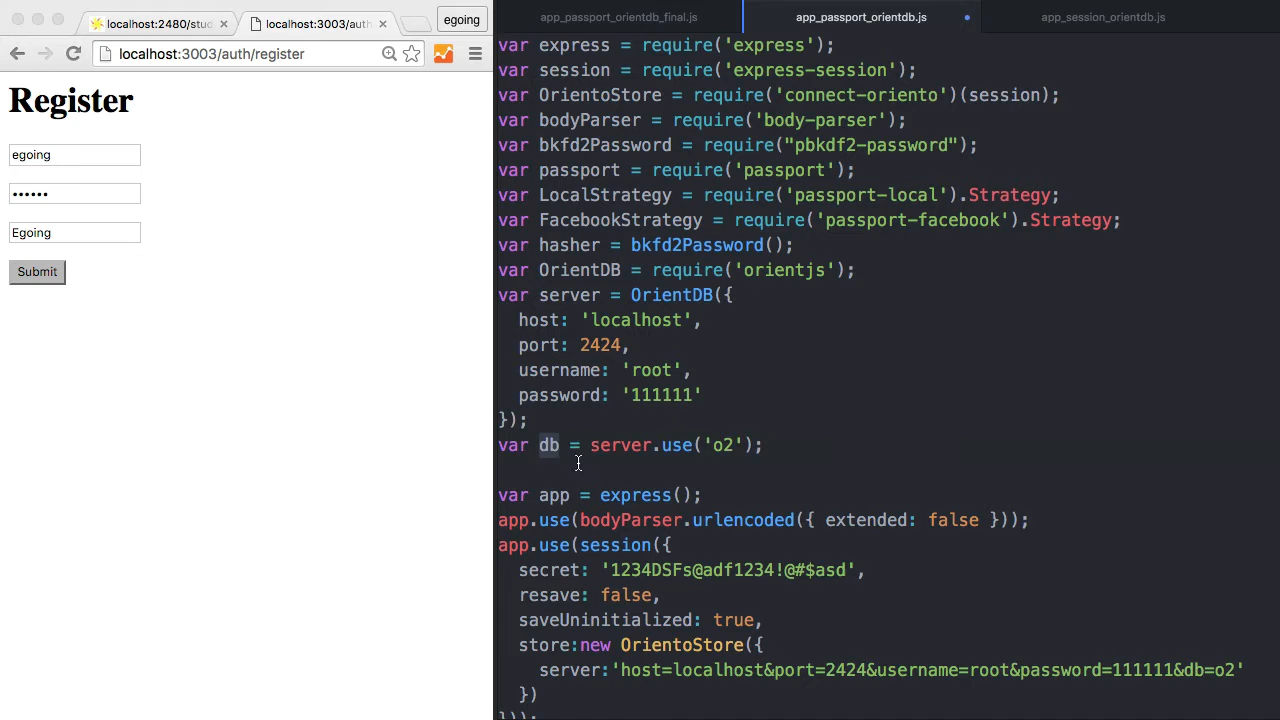 localhost:2480/stud
localhost:3003/auth
egoing
localhost:3003/auth/register
Register
egoing
••••••
Egoing
Submit
app_passport_orientdb_final.js
app_passport_orientdb.js
app_session_orientdb.js
var express = require('express');
var session = require('express-session');
var OrientoStore = require('connect-oriento')(session);
var bodyParser = require('body-parser');
var bkfd2Password = require("pbkdf2-password");
var passport = require('passport');
var LocalStrategy = require('passport-local').Strategy;
var FacebookStrategy = require('passport-facebook').Strategy;
var hasher = bkfd2Password();
var OrientDB = require('orientjs');
var server = OrientDB({
  host: 'localhost',
  port: 2424,
  username: 'root',
  password: '111111'
});
var db = server.use('o2');
var app = express();
app.use(bodyParser.urlencoded({ extended: false }));
app.use(session({
  secret: '1234DSFs@adf1234!@#$asd',
  resave: false,
  saveUninitialized: true,
  store:new OrientoStore({
    server:'host=localhost&port=2424&username=root&password=111111&db=o2'
  })
}));